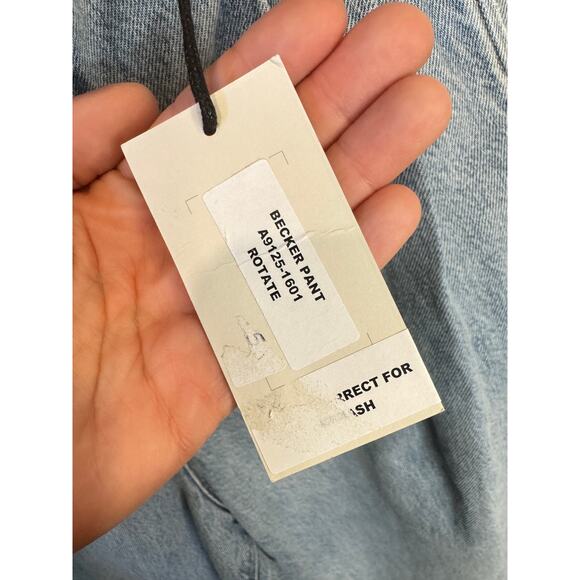 BECKER PANT
A9125-1601
ROTATE
RRECT FOR
ASH